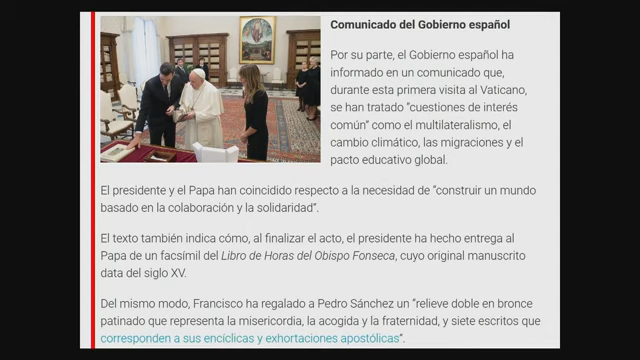 Comunicado del Gobierno español
Por su parte, el Gobierno español ha
informado en un comunicado que,
durante esta primera visita al Vaticano,
se han tratado “cuestiones de interés
común” como el multilateralismo, el
cambio climático, las migraciones y el
pacto educativo global.
El presidente y el Papa han coincidido respecto a la necesidad de “construir un mundo
basado en la colaboración y la solidaridad”.
El texto también indica cómo, al finalizar el acto, el presidente ha hecho entrega al
Papa de un facsímil del Libro de Horas del Obispo Fonseca, cuyo original manuscrito
data del siglo XV.
Del mismo modo, Francisco ha regalado a Pedro Sánchez un “relieve doble en bronce
patinado que representa la misericordia, la acogida y la fraternidad, y siete escritos que
corresponden a sus encíclicas y exhortaciones apostólicas”.